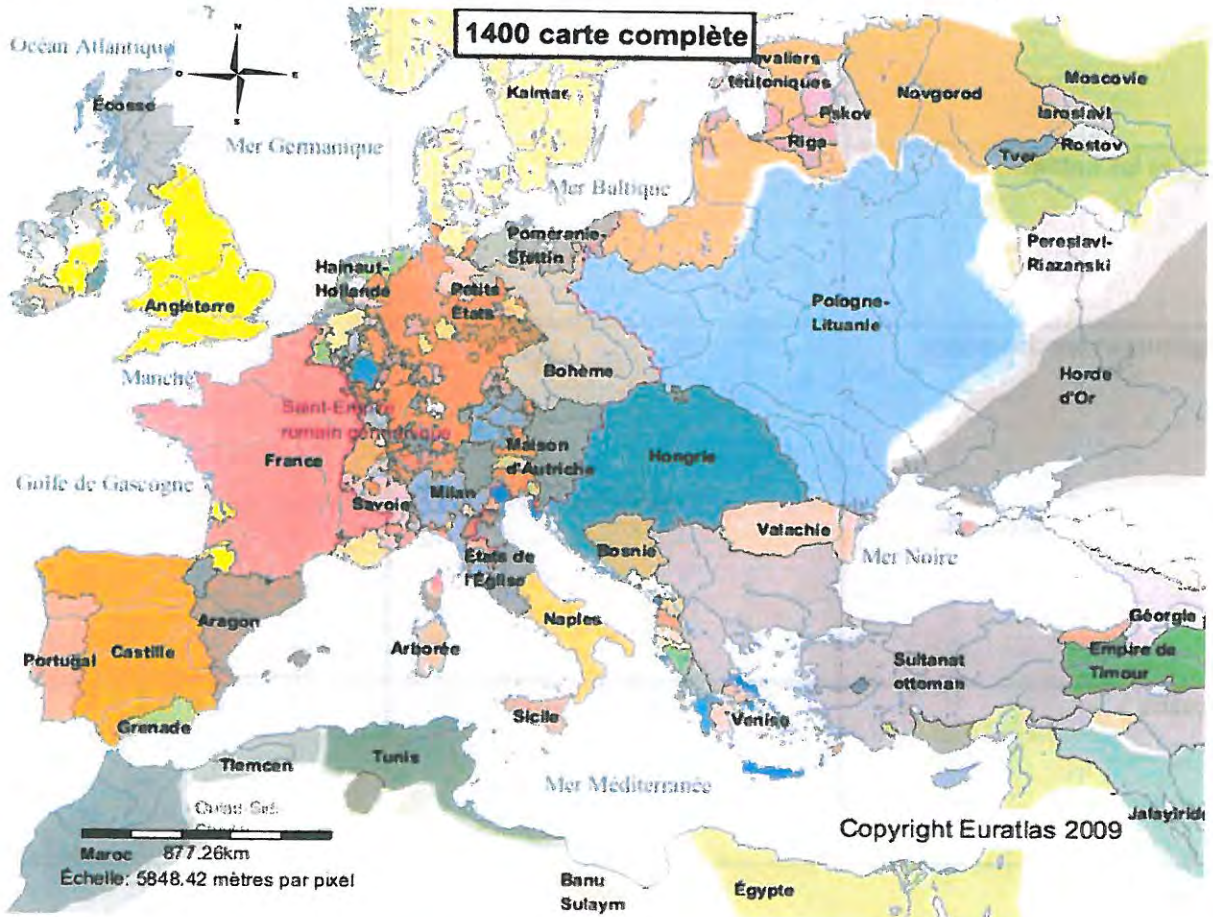 1400 carte complète
Océan Atlantique
O
E
S
Écosse
Kalmar
teutoniques
Novgorod
Moscovie
Pskov
Iaroslavl
Mer Germanique
Riga
Tver
Rostov
Mer Baltique
Poméranie-
Stettin
Pereslavl-
Riazanski
Hainaut-
Hollande
Petits
États
Angleterre
Pologne-
Lituanie
Manche
Bohème
Horde
d'Or
Saint-Empire
romain germanique
France
Maison
d'Autriche
Hongrie
Golfe de Gascogne
Milan
Savoie
Valachie
Bosnie
Mer Noire
États de
l'Église
Aragon
Naples
Géorgie
Arborée
Portugal
Castille
Sultanat
ottoman
Empire de
Timour
Sicile
Venise
Grenade
Tlemcen
Tunis
Mer Méditerranée
Jalayirid
Copyright Euratlas 2009
Maroc
877.26km
Échelle: 5848.42 mètres par pixel
Banu
Sulaym
Égypte